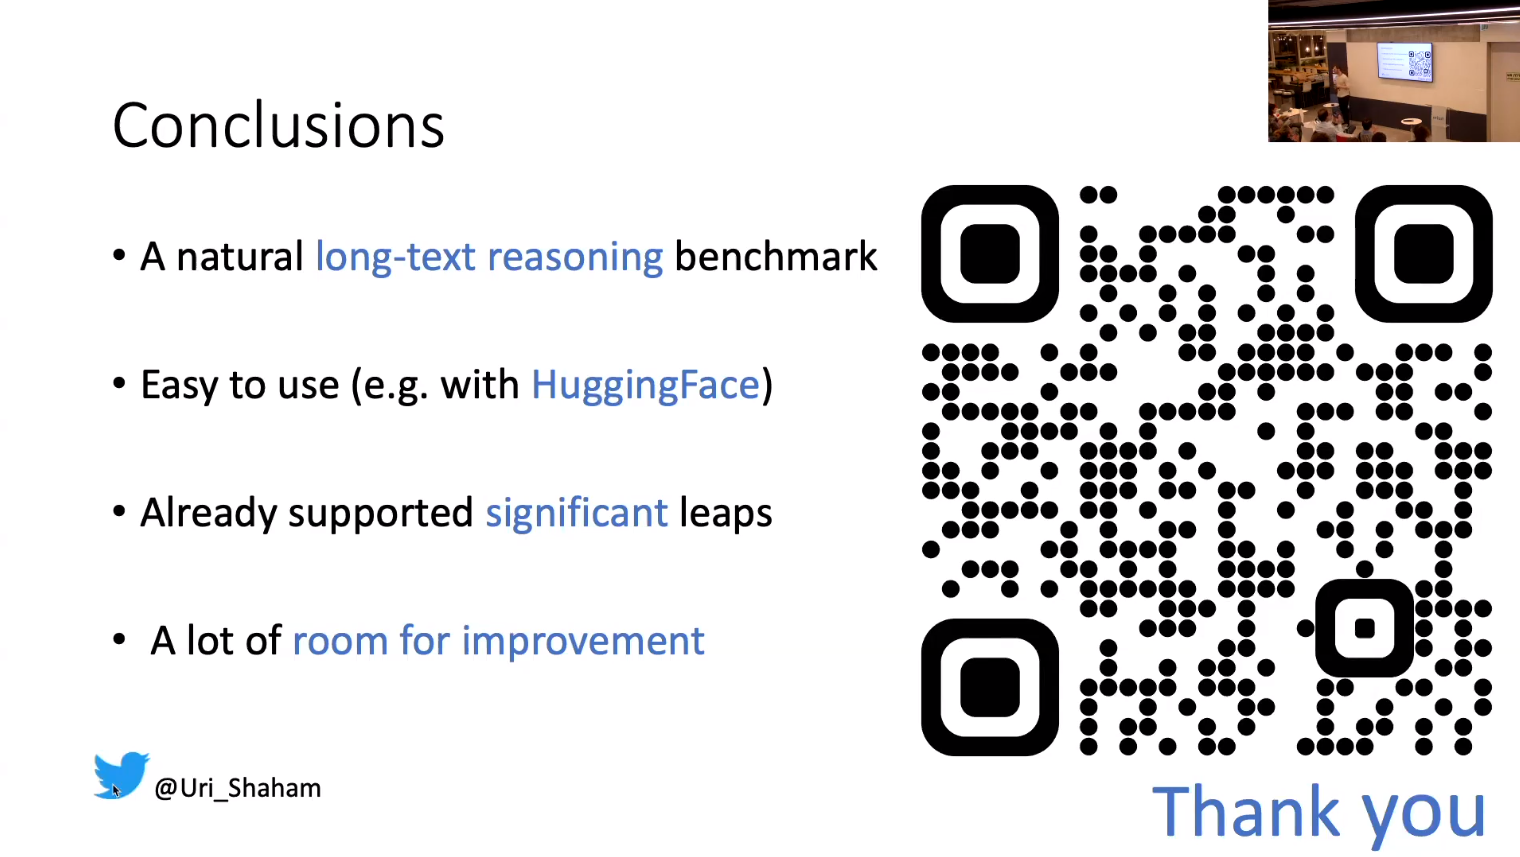 Conclusions
• A natural long-text reasoning benchmark
• Easy to use (e.g. with HuggingFace)
• Already supported significant leaps
• A lot of room for improvement
@Uri_Shaham
Thank you